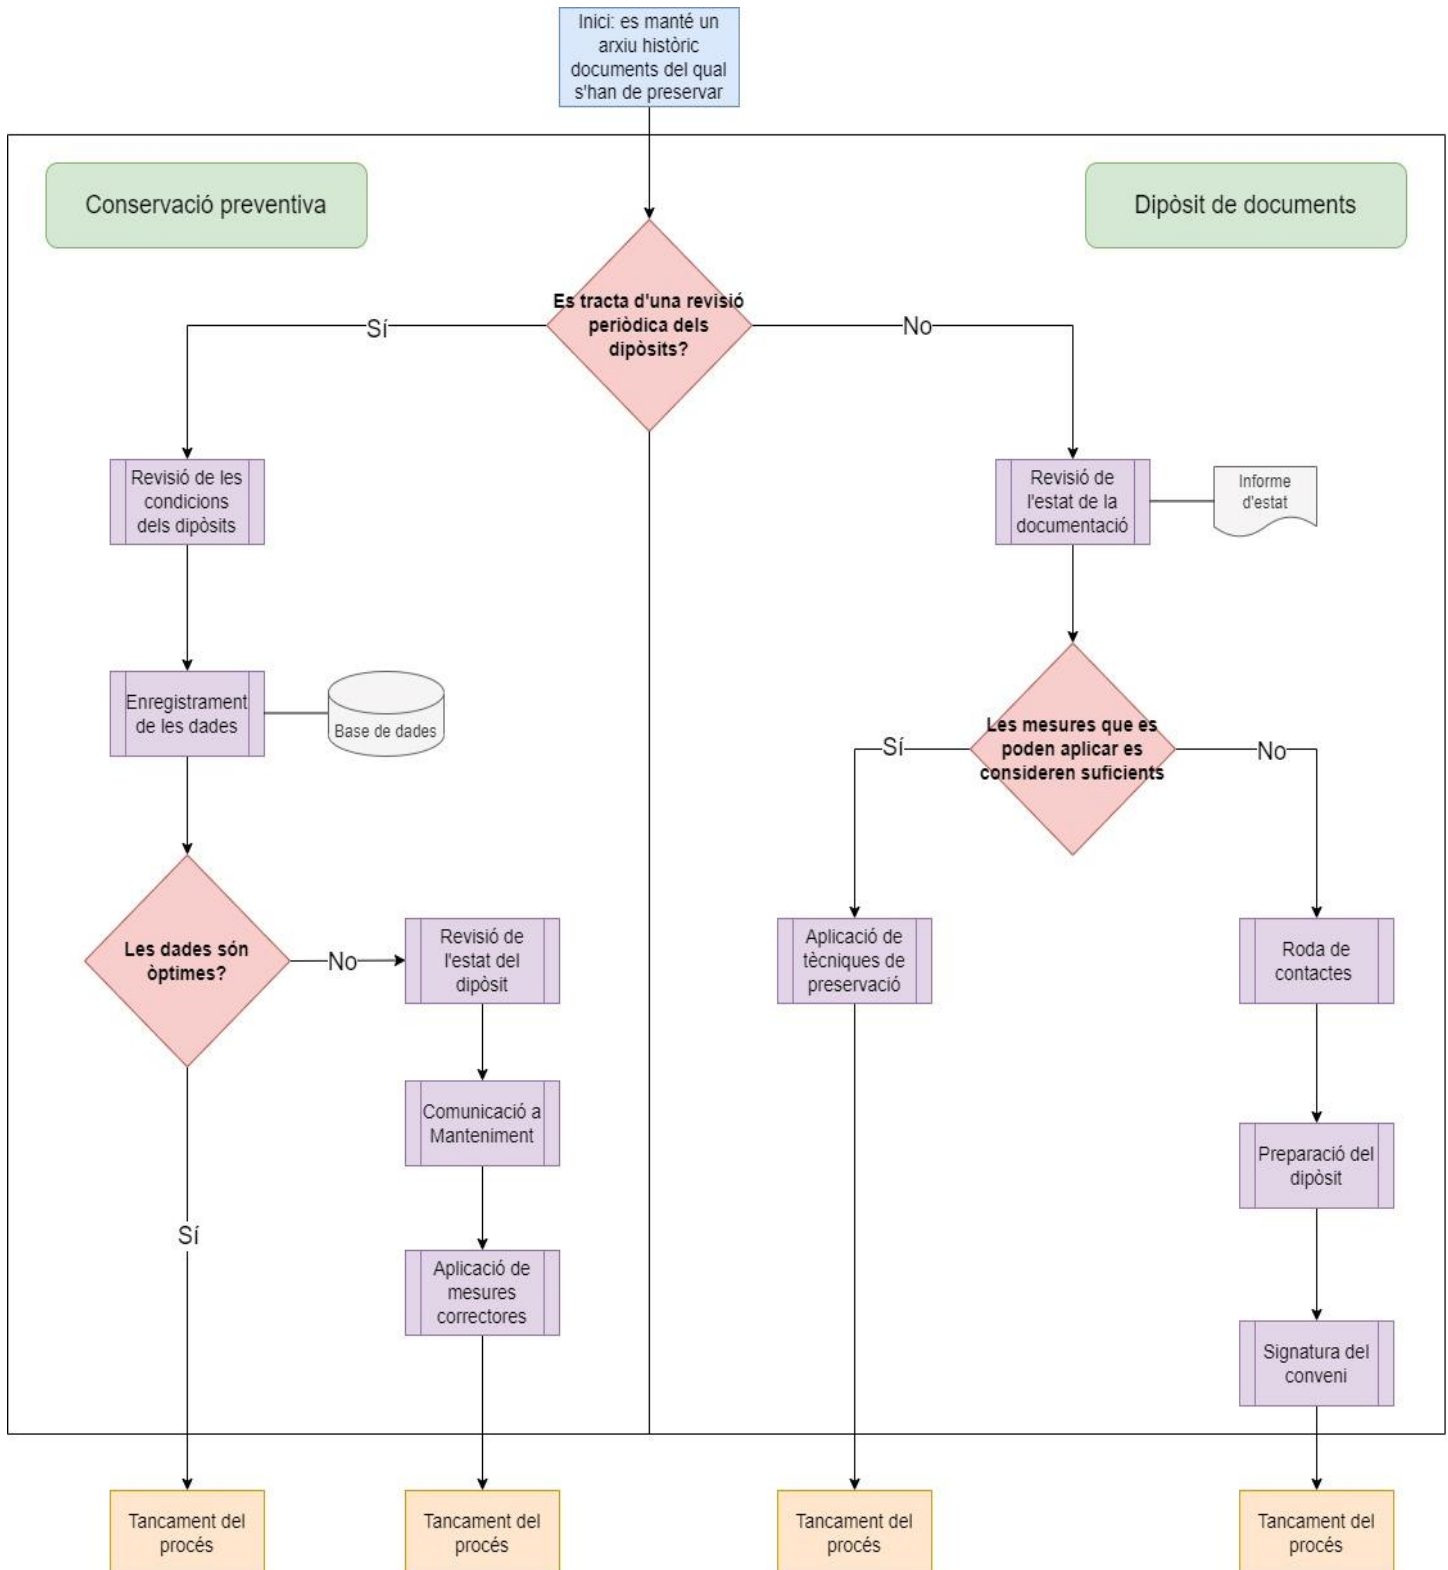 Inici: es manté un
arxiu històric
documents del qual
s'han de preservar
Conservació preventiva
Dipòsit de documents
Es tracta d'una revisió
periòdica dels
dipòsits?
Sí
No
Revisió de les
condicions
dels dipòsits
Revisió de
l'estat de la
documentació
Informe
d'estat
Enregistrament
de les dades
Base de dades
Les mesures que es
poden aplicar es
consideren suficients
Sí
No
Les dades són
òptimes?
No
Revisió de
l'estat del
dipòsit
Aplicació de
tècniques de
preservació
Roda de
contactes
Comunicació a
Manteniment
Preparació del
dipòsit
Sí
Aplicació de
mesures
correctores
Signatura del
conveni
Tancament del
procés
Tancament del
procés
Tancament del
procés
Tancament del
procés